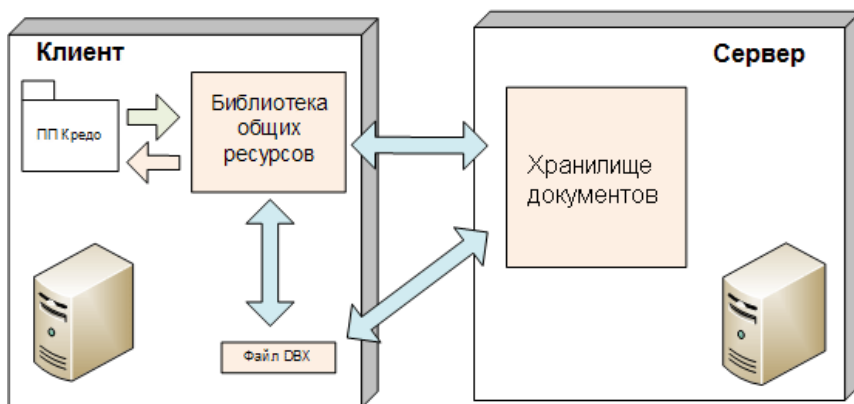 Клиент
ПП Кредо
Библиотека
общих
ресурсов
Файл DBX
Сервер
Хранилище
документов